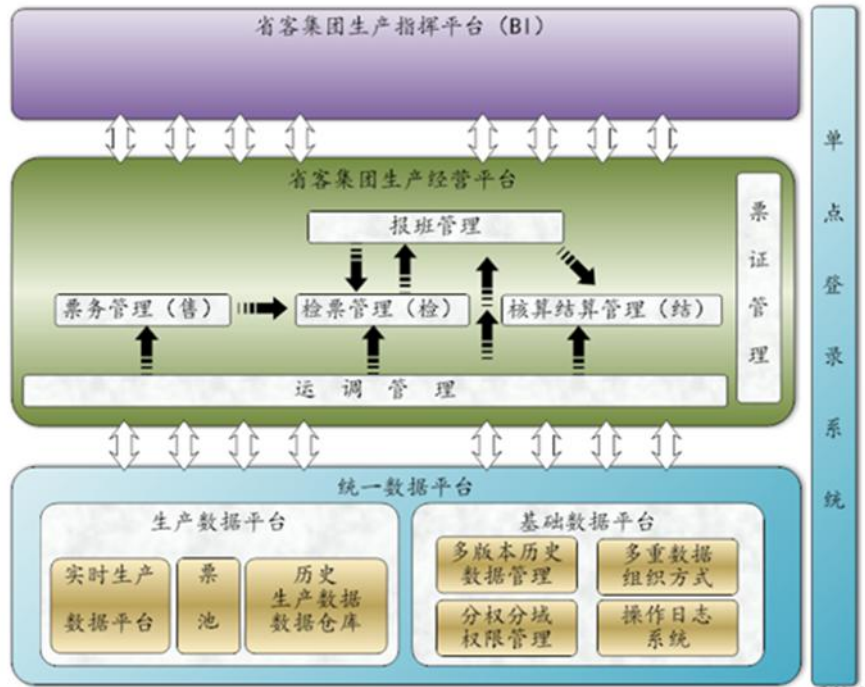 省客集团生产指挥平台（BI）
省客集团生产经营平台
报班管理
票务管理（售）
检票管理（检）
核算结算管理（结）
运调管理
票证管理
统一数据平台
生产数据平台
实时生产
数据平台
票
池
历史
生产数据
数据仓库
基础数据平台
多版本历史
数据管理
多重数据
组织方式
分权分域
权限管理
操作日志
系统
单点登录系统